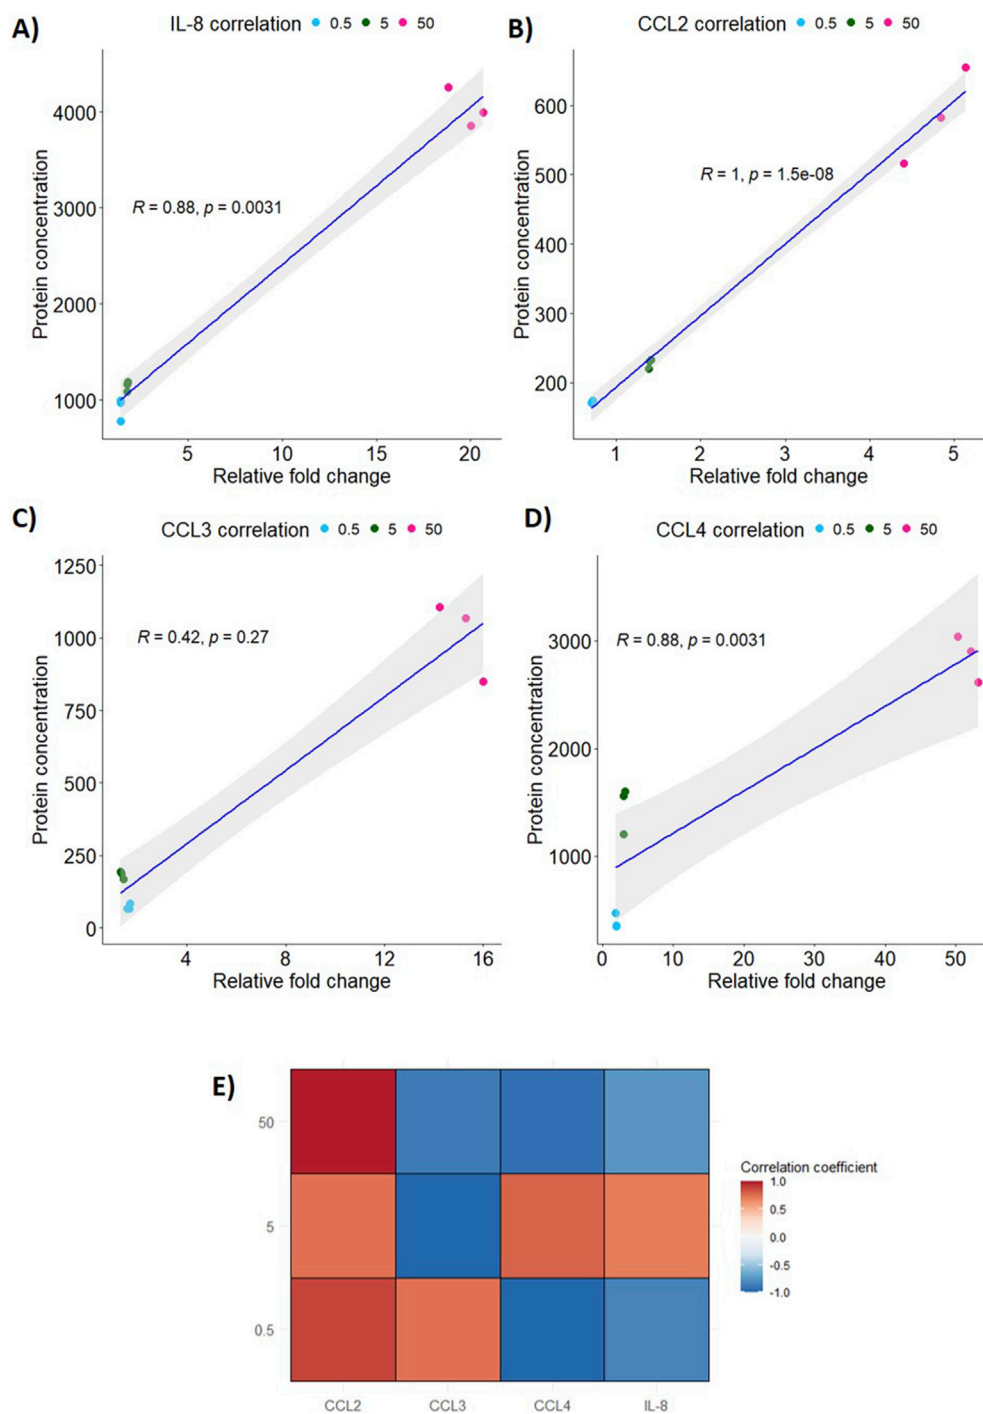 A)
IL-8 correlation 0.5 5 50
4000
3000
2000
1000
R = 0.88, p = 0.0031
Protein concentration
5 10 15 20
Relative fold change
B)
CCL2 correlation 0.5 5 50
600
500
400
300
200
R = 1, p = 1.5e-08
Protein concentration
1 2 3 4 5
Relative fold change
C)
CCL3 correlation 0.5 5 50
1250
1000
750
500
250
0
R = 0.42, p = 0.27
Protein concentration
4 8 12 16
Relative fold change
D)
CCL4 correlation 0.5 5 50
3000
2000
1000
R = 0.88, p = 0.0031
Protein concentration
0 10 20 30 40 50
Relative fold change
E)
50
5
0.5
CCL2 CCL3 CCL4 IL-8
Correlation coefficient
1.0
0.5
0.0
-0.5
-1.0